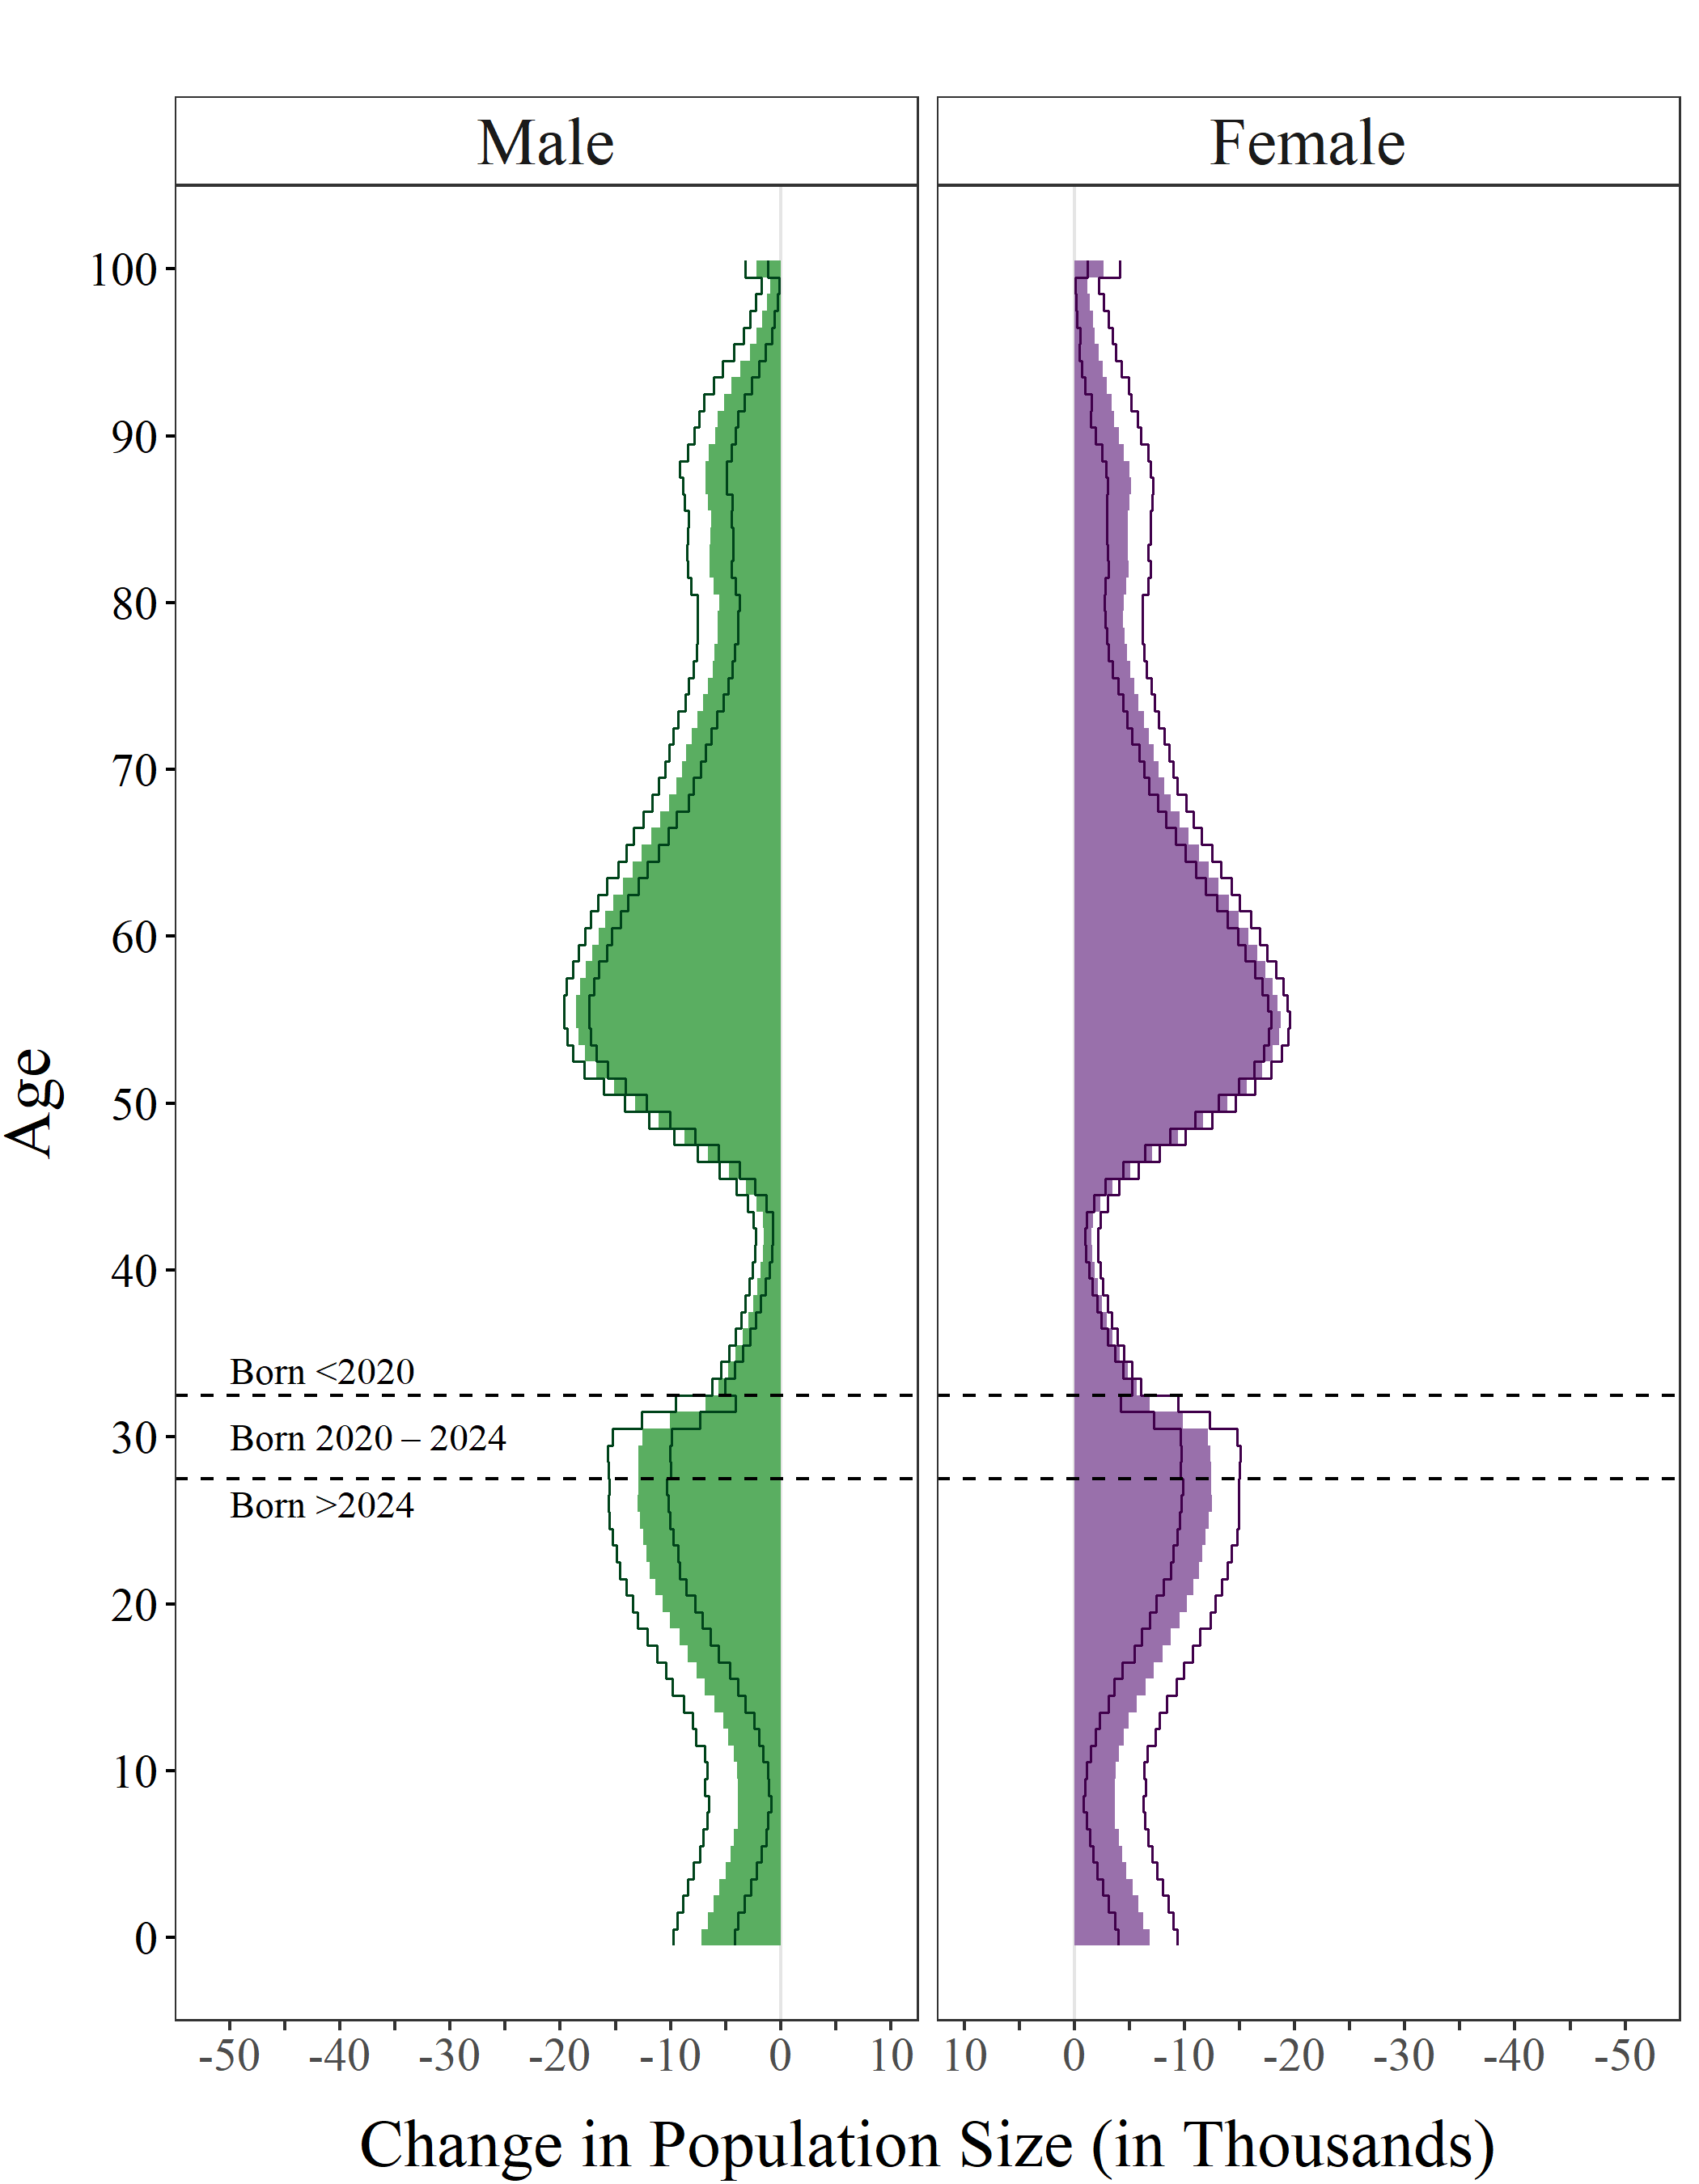 Male
Female
100
90
80
70
60
50
40
30
20
10
0
Age
Born <2020
Born 2020 – 2024
Born >2024
-50 -40 -30 -20 -10 0 10
10 0 -10 -20 -30 -40 -50
Change in Population Size (in Thousands)